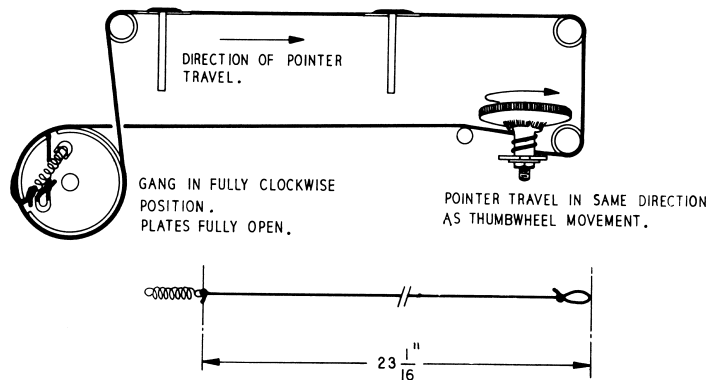 DIRECTION OF POINTER
TRAVEL.
GANG IN FULLY CLOCKWISE
POSITION.
PLATES FULLY OPEN.
POINTER TRAVEL IN SAME DIRECTION
AS THUMBWHEEL MOVEMENT.
23 1/16"